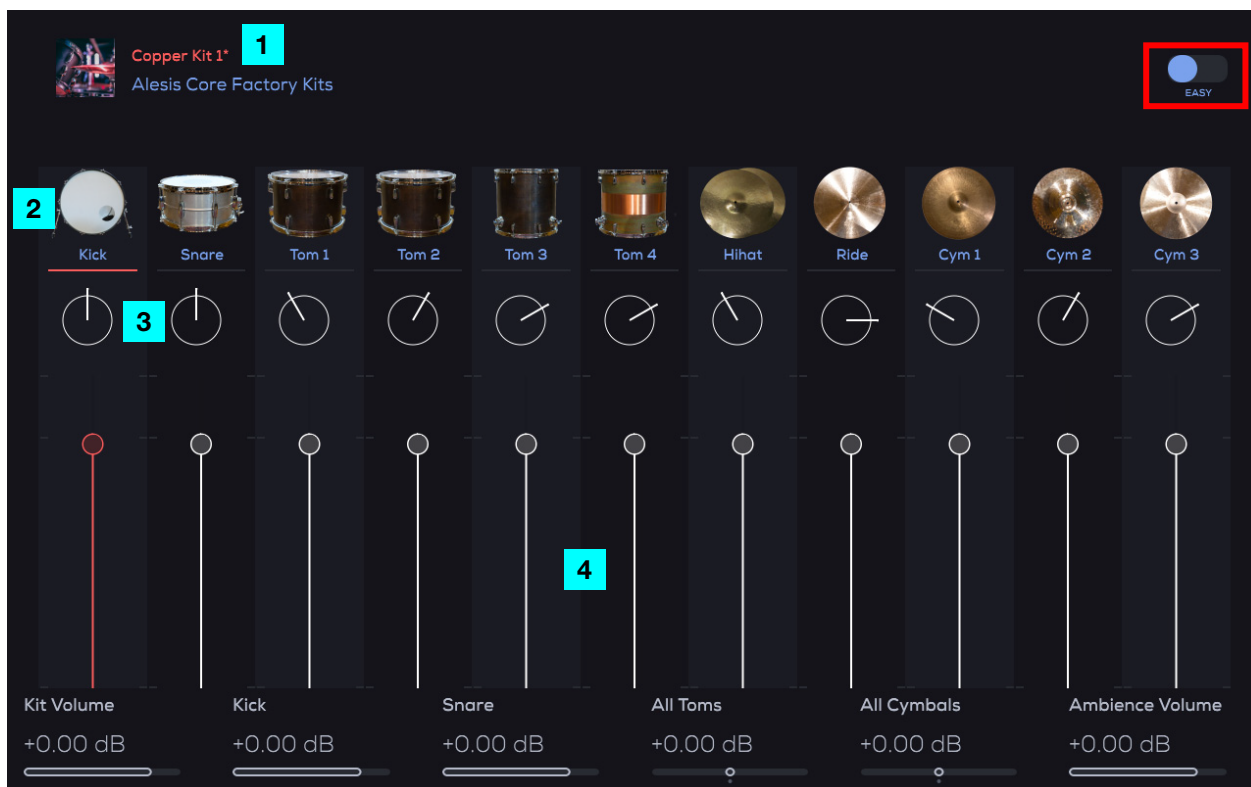 Copper Kit 1* 1
Alesis Core Factory Kits
EASY
2
Kick Snare Tom 1 Tom 2 Tom 3 Tom 4 Hihat Ride Cym 1 Cym 2 Cym 3
3
4
Kit Volume Kick Snare All Toms All Cymbals Ambience Volume
+0.00 dB +0.00 dB +0.00 dB +0.00 dB +0.00 dB +0.00 dB